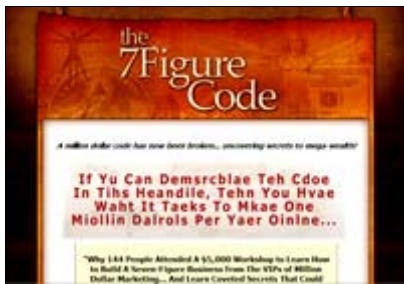 the
7Figure
Code
A million dollar code has now been broken... uncovering secrets to mega-wealth!
If Yu Can Demsrcblae Teh Cdoe
In Tihs Heandlie, Tehn You Hvae
Waht It Taeks To Mkae One
Miollin Dalrols Per Yaer Oinlne...
"Why 144 People Attended A $5,000 Workshop to Learn How
to Build A Seven Figure Business From The VIPs of Million
Dollar Marketing... And Learn Coveted Secrets That Could